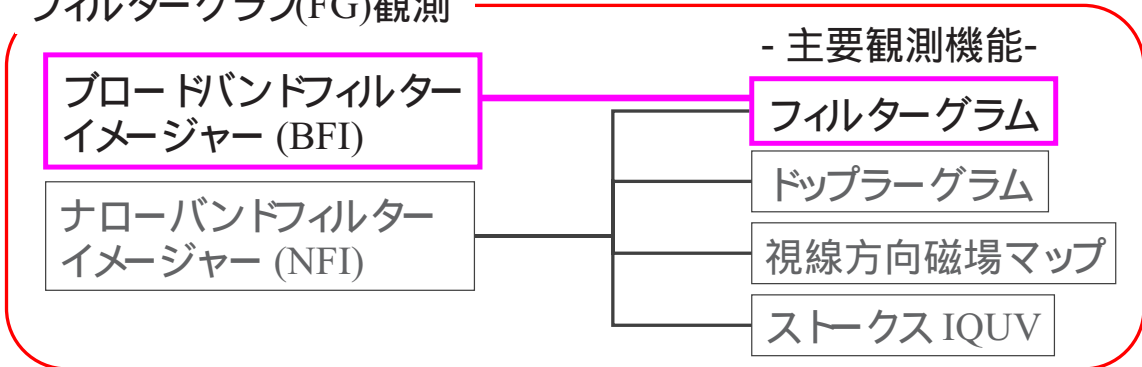 フィルターグラフ(FG)観測
- 主要観測機能-
ブロードバンドフィルター
イメージャー (BFI)
フィルターグラム
ドップラーグラム
ナローバンドフィルター
イメージャー (NFI)
視線方向磁場マップ
ストークス IQUV